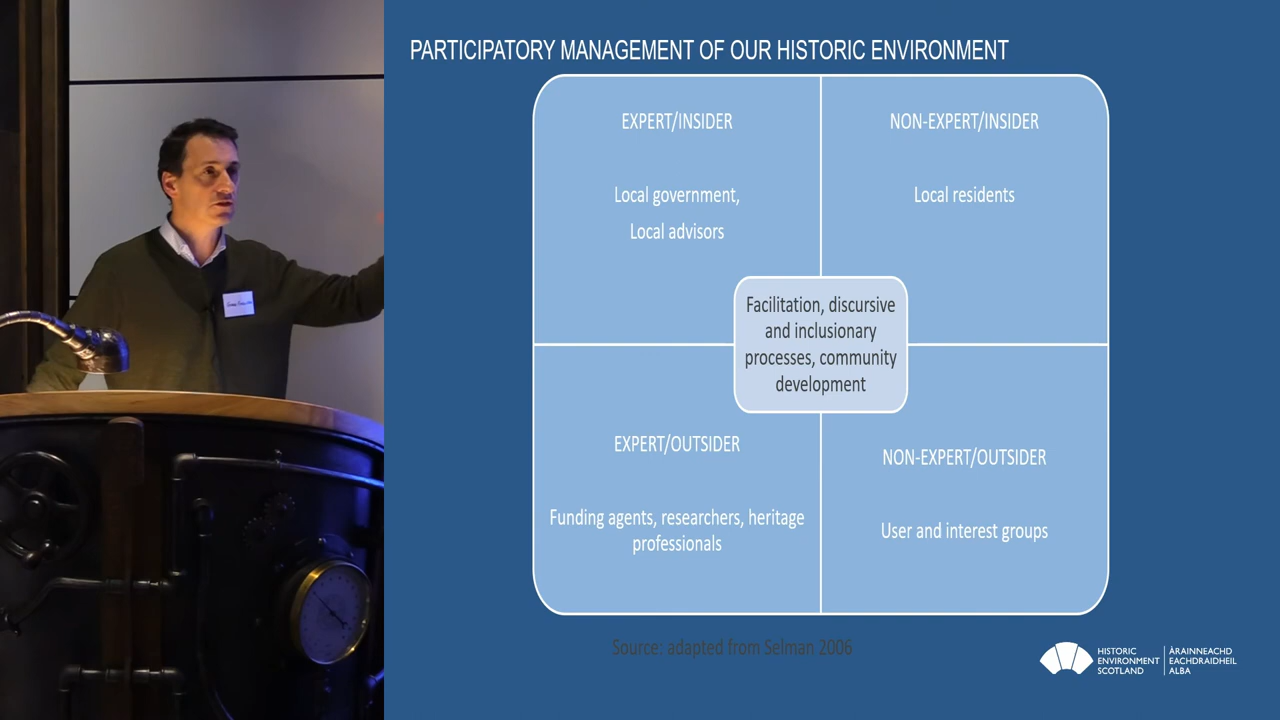 PARTICIPATORY MANAGEMENT OF OUR HISTORIC ENVIRONMENT
EXPERT/INSIDER
Local government,
Local advisors
NON-EXPERT/INSIDER
Local residents
Facilitation, discursive
and inclusionary
processes, community
development
EXPERT/OUTSIDER
Funding agents, researchers, heritage
professionals
NON-EXPERT/OUTSIDER
User and interest groups
Source: adapted from Selman 2006
HISTORIC
ENVIRONMENT
SCOTLAND
ÀRAINNEACHD
EACHDRAIDHEIL
ALBA